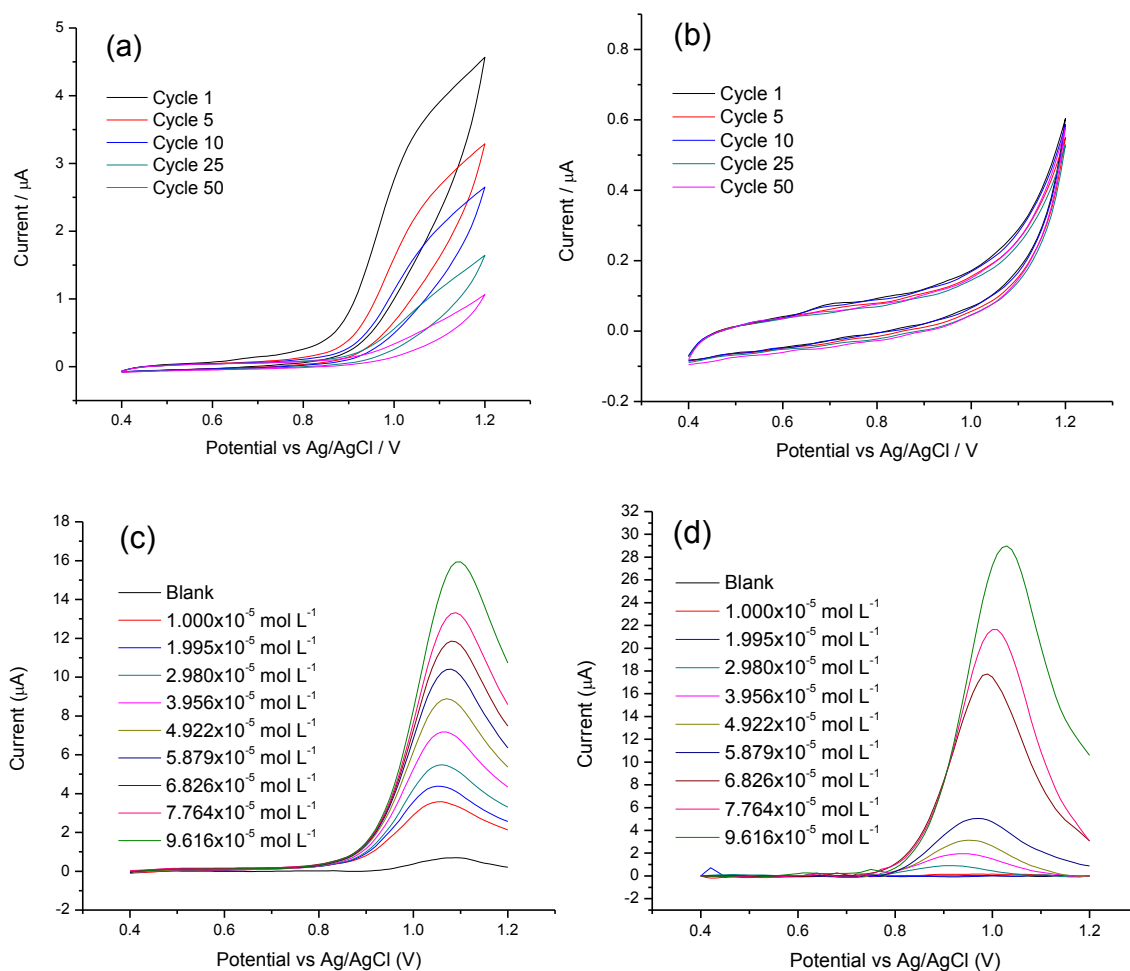 (a)
Cycle 1
Cycle 5
Cycle 10
Cycle 25
Cycle 50
5
4
3
2
1
0
Current / μA
0.4 0.6 0.8 1.0 1.2
Potential vs Ag/AgCl / V
(b)
Cycle 1
Cycle 5
Cycle 10
Cycle 25
Cycle 50
0.8
0.6
0.4
0.2
0.0
-0.2
Current / μA
0.4 0.6 0.8 1.0 1.2
Potential vs Ag/AgCl / V
(c)
Blank
1.000x10⁻⁵ mol L⁻¹
1.995x10⁻⁵ mol L⁻¹
2.980x10⁻⁵ mol L⁻¹
3.956x10⁻⁵ mol L⁻¹
4.922x10⁻⁵ mol L⁻¹
5.879x10⁻⁵ mol L⁻¹
6.826x10⁻⁵ mol L⁻¹
7.764x10⁻⁵ mol L⁻¹
9.616x10⁻⁵ mol L⁻¹
18
16
14
12
10
8
6
4
2
0
-2
Current (μA)
0.4 0.6 0.8 1.0 1.2
Potential vs Ag/AgCl (V)
(d)
Blank
1.000x10⁻⁵ mol L⁻¹
1.995x10⁻⁵ mol L⁻¹
2.980x10⁻⁵ mol L⁻¹
3.956x10⁻⁵ mol L⁻¹
4.922x10⁻⁵ mol L⁻¹
5.879x10⁻⁵ mol L⁻¹
6.826x10⁻⁵ mol L⁻¹
7.764x10⁻⁵ mol L⁻¹
9.616x10⁻⁵ mol L⁻¹
32
30
28
26
24
22
20
18
16
14
12
10
8
6
4
2
0
-2
Current (μA)
0.4 0.6 0.8 1.0 1.2
Potential vs Ag/AgCl (V)